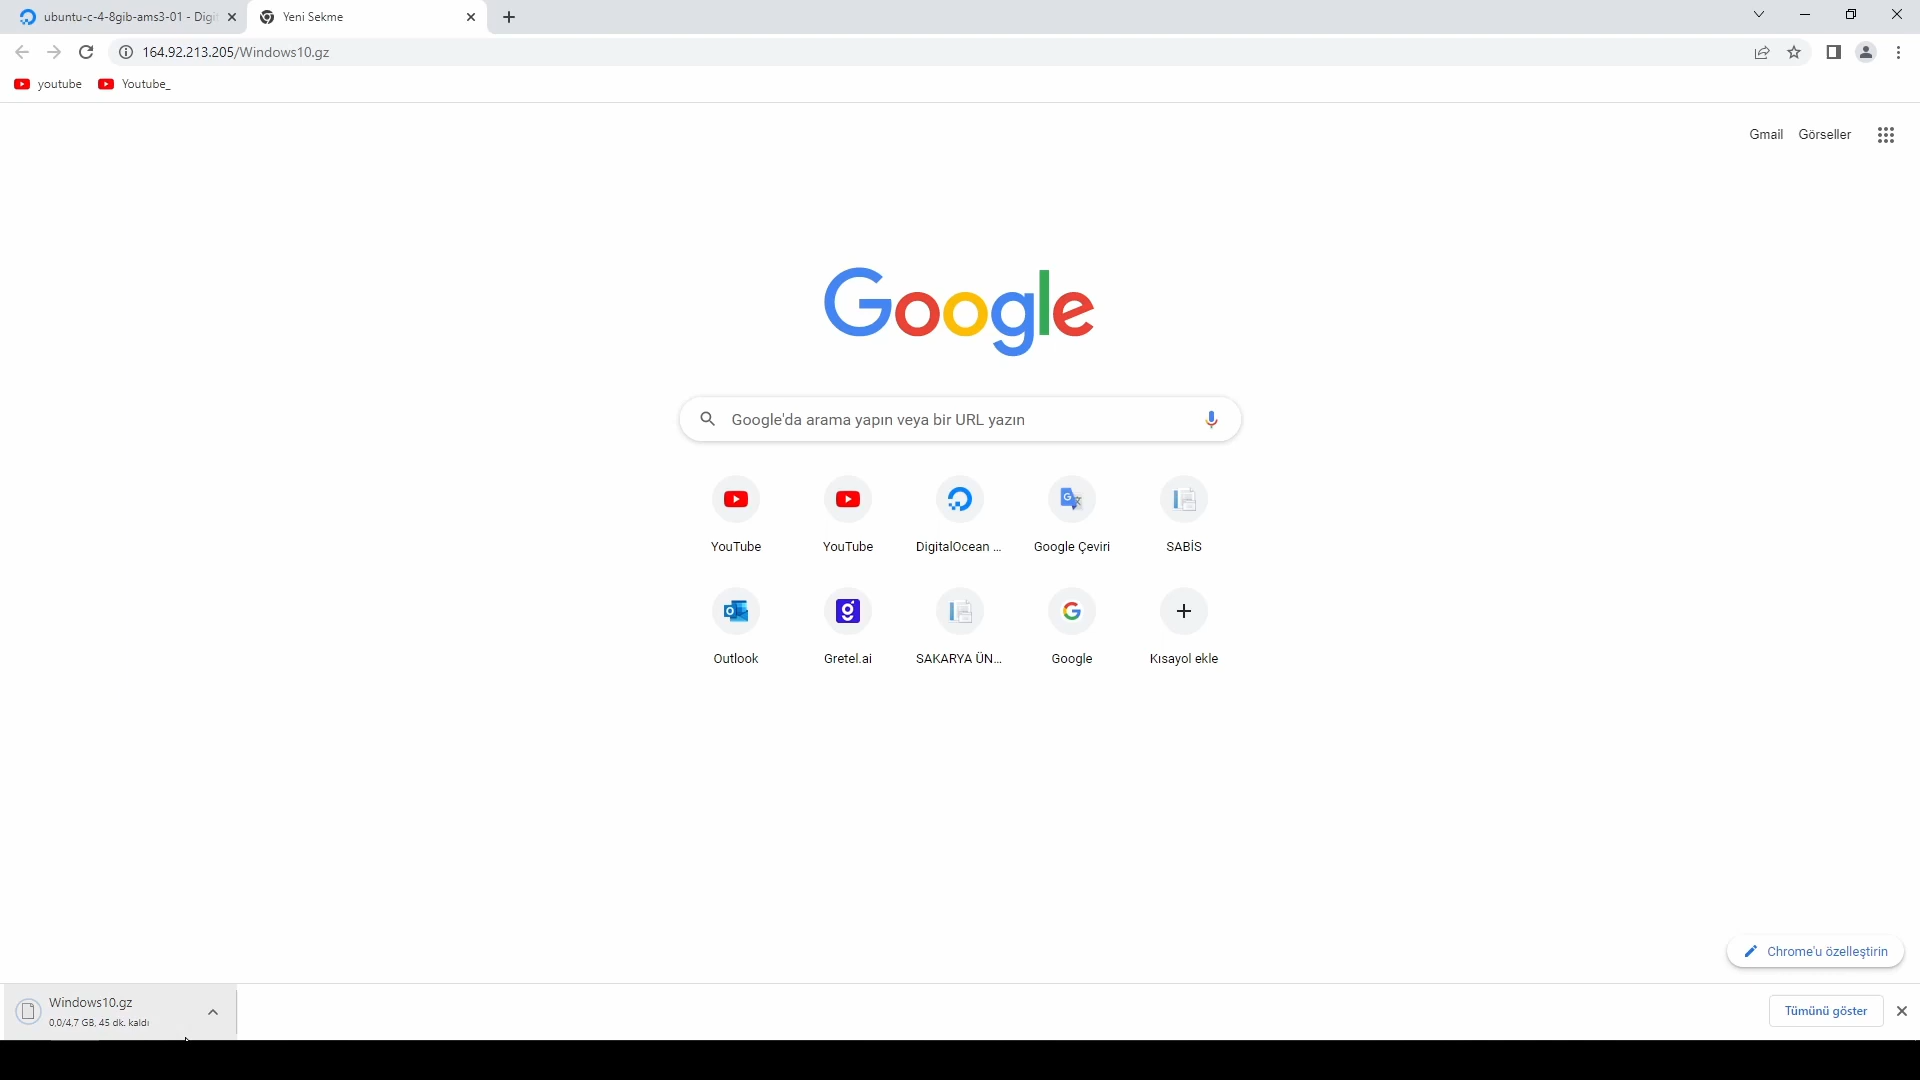 ubuntu-c-4-8gib-ams3-01 - Digit
Yeni Sekme
164.92.213.205/Windows10.gz
youtube
Youtube_
Gmail
Görseller
Google
Google'da arama yapın veya bir URL yazın
YouTube
YouTube
DigitalOcean ...
Google Çeviri
SABİS
Outlook
Gretel.ai
SAKARYA ÜN...
Google
Kısayol ekle
Chrome'u özelleştirin
Windows10.gz
0,0/4,7 GB, 45 dk. kaldı
Tümünü göster